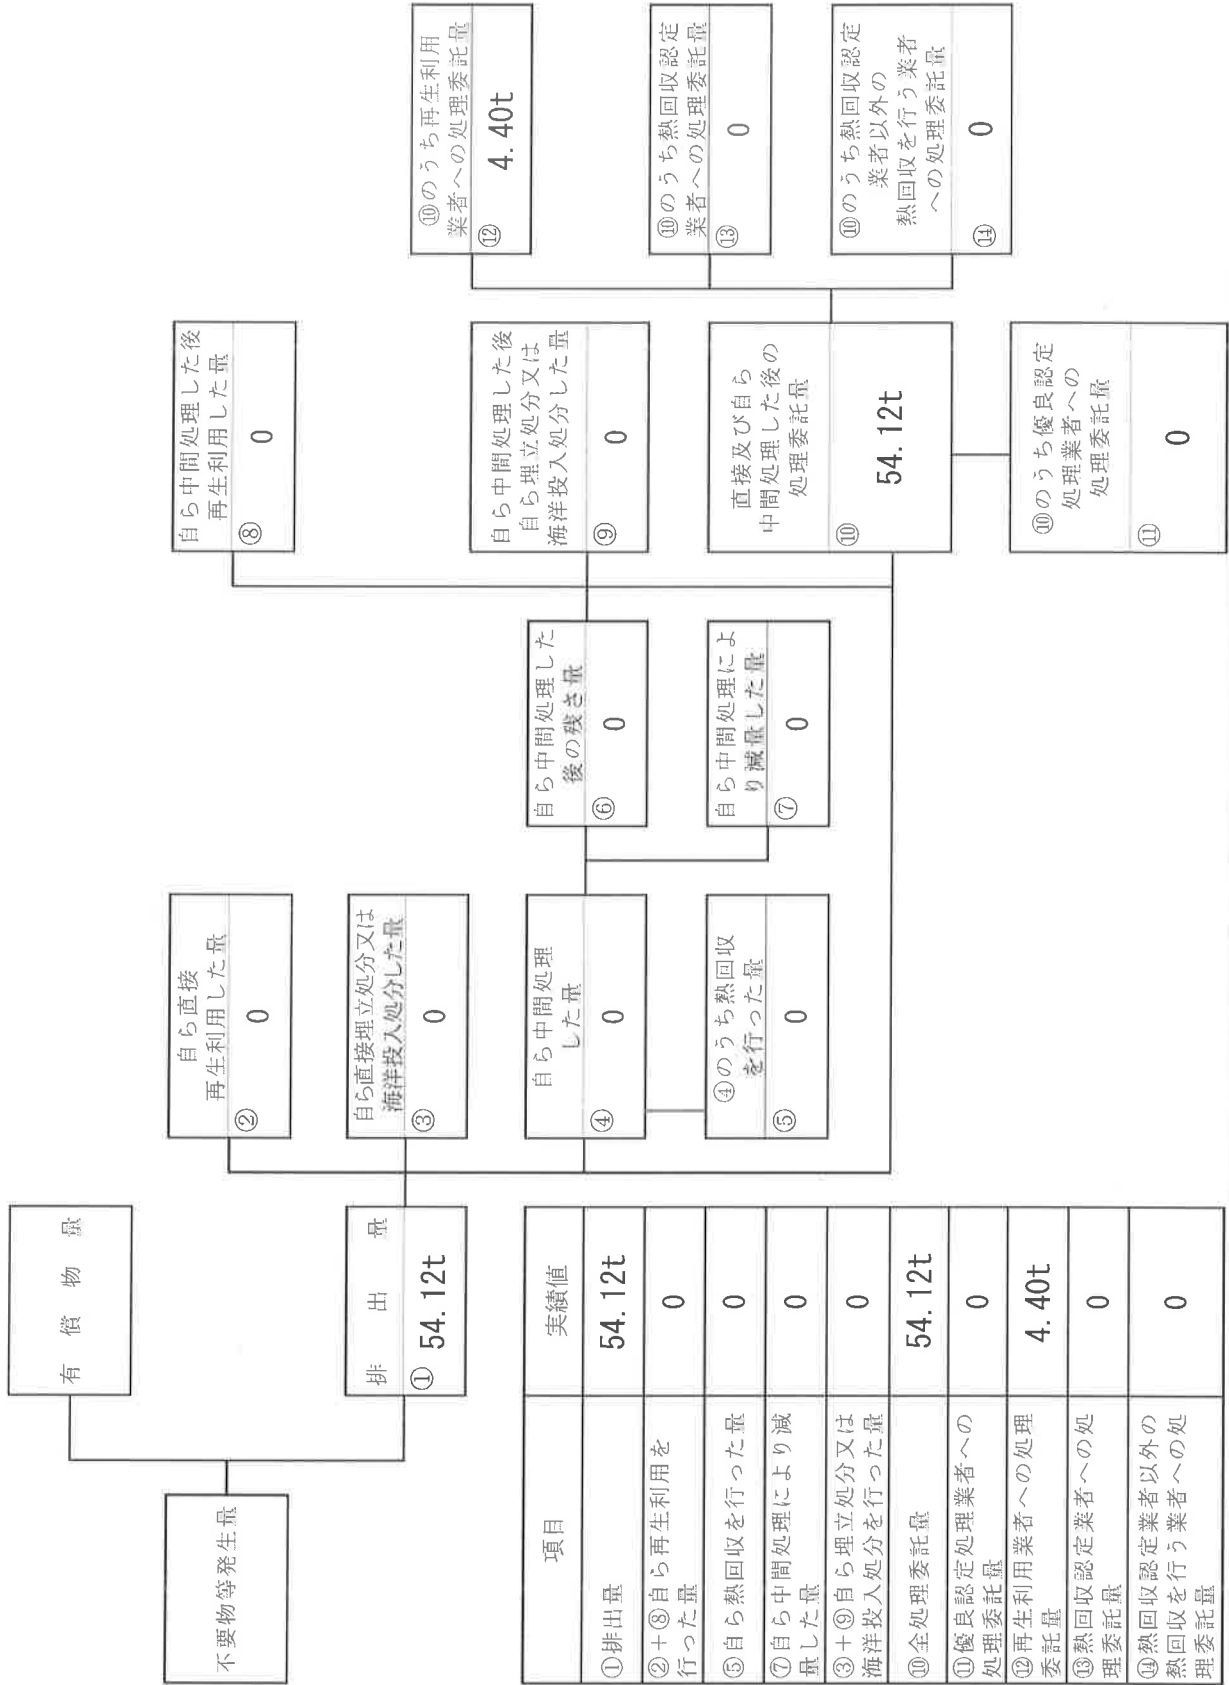 不要物等発生量
有償物量
排出量
① 54.12t
自ら直接
再生利用した量
② 0
自ら直接埋立処分又は
海洋投入処分した量
③ 0
自ら中間処理
した量
④ 0
④のうち熱回収
を行った量
⑤ 0
自ら中間処理した
後の残さ量
⑥ 0
自ら中間処理によ
り減量した量
⑦ 0
自ら中間処理した後
再生利用した量
⑧ 0
自ら中間処理した後
自ら埋立処分又は
海洋投入処分した量
⑨ 0
直接及び自ら
中間処理した後の
処理委託量
⑩ 54.12t
⑩のうち優良認定
処理業者への
処理委託量
⑪ 0
⑩のうち再生利用
業者への処理委託量
⑫ 4.40t
⑩のうち熱回収認定
業者への処理委託量
⑬ 0
⑩のうち熱回収認定
業者以外の
熱回収を行う業者
への処理委託量
⑭ 0
項目 実績値
①排出量 54.12t
②+⑧自ら再生利用を
行った量 0
⑤自ら熱回収を行った量 0
⑦自ら中間処理により減
量した量 0
③+⑨自ら埋立処分又は
海洋投入処分を行った量 0
⑩全処理委託量 54.12t
⑪優良認定処理業者への
処理委託量 0
⑫再生利用業者への処理
委託量 4.40t
⑬熱回収認定業者への処
理委託量 0
⑭熱回収認定業者以外の
熱回収を行う業者への処
理委託量 0